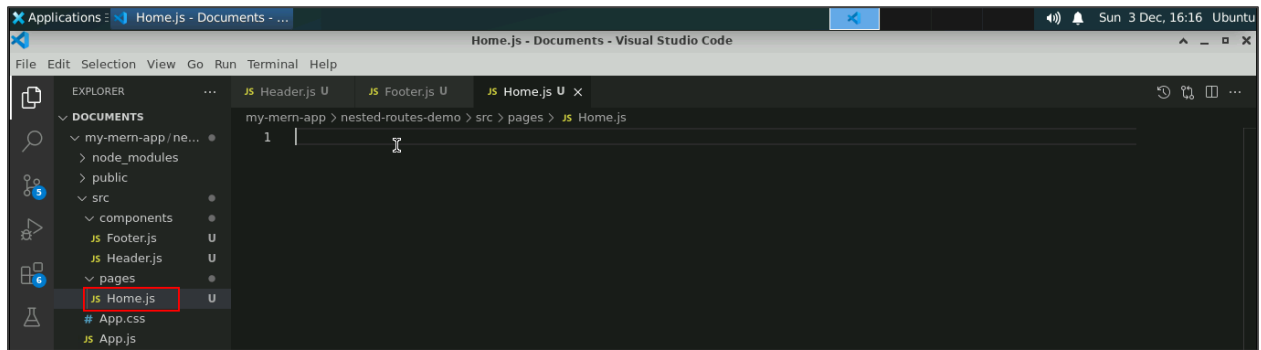 Applications Home.js - Documents - ... Sun 3 Dec, 16:16 Ubuntu
Home.js - Documents - Visual Studio Code
File Edit Selection View Go Run Terminal Help
EXPLORER ... JS Header.js U JS Footer.js U JS Home.js U
DOCUMENTS my-mern-app > nested-routes-demo > src > pages > JS Home.js
my-mern-app/ne... 1
> node_modules
> public
5 src
components
JS Footer.js U
JS Header.js U
6 pages
JS Home.js U
# App.css
JS App.js